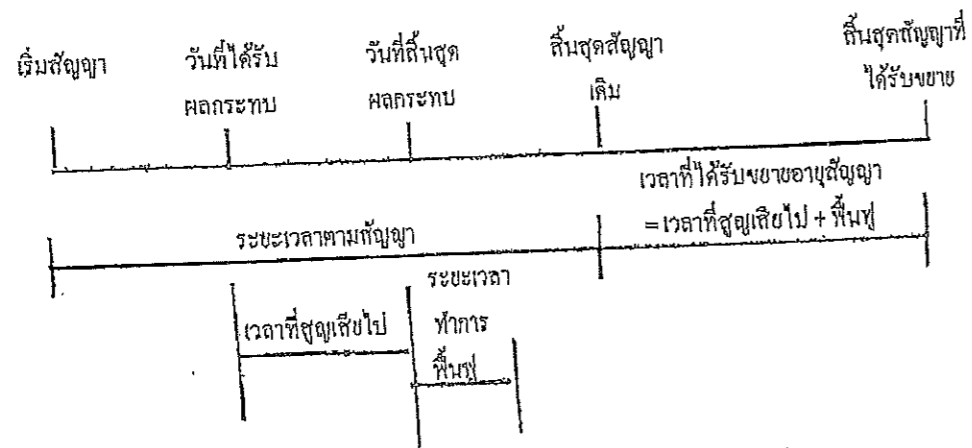 เริ่มสัญญา
วันที่ได้รับ
ผลกระทบ
วันที่สิ้นสุด
ผลกระทบ
สิ้นสุดสัญญา
เดิม
สิ้นสุดสัญญาที่
ได้รับขยาย
เวลาที่ได้รับขยายอายุสัญญา
=เวลาที่สูญเสียไป + ฟื้นฟู
ระยะเวลาตามสัญญา
เวลาที่สูญเสียไป
ระยะเวลา
ทำการ
ฟื้นฟู